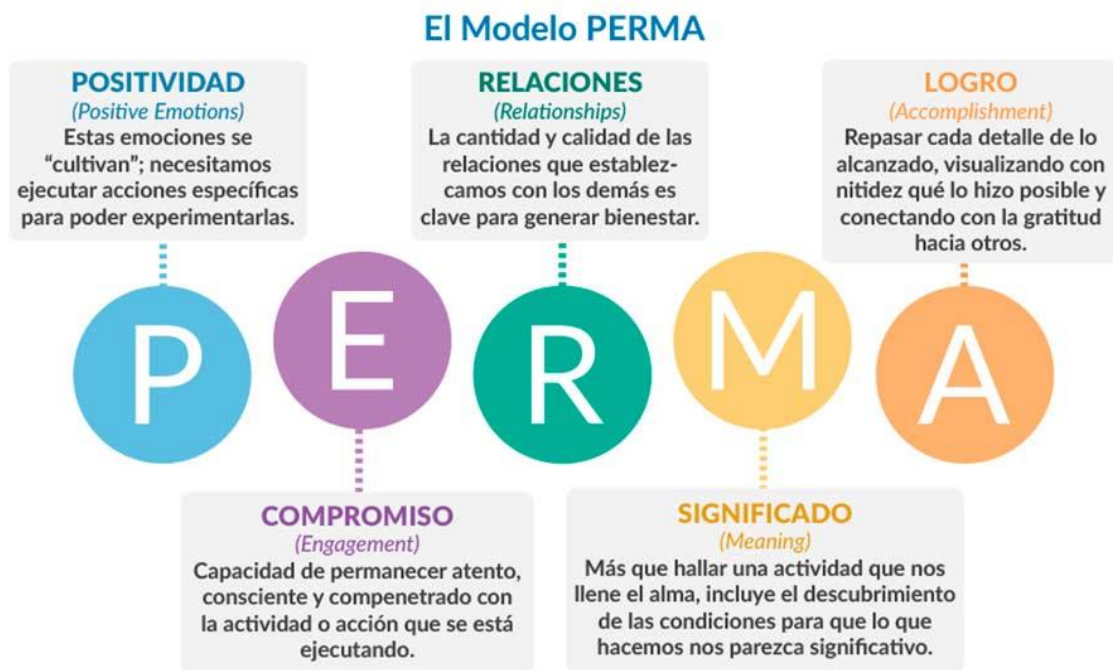 El Modelo PERMA
POSITIVIDAD
(Positive Emotions)
Estas emociones se
“cultivan”; necesitamos
ejecutar acciones específicas
para poder experimentarlas.
RELACIONES
(Relationships)
La cantidad y calidad de las
relaciones que establez-
camos con los demás es
clave para generar bienestar.
LOGRO
(Accomplishment)
Repasar cada detalle de lo
alcanzado, visualizando con
nitidez qué lo hizo posible y
conectando con la gratitud
hacia otros.
P
E
R
M
A
COMPROMISO
(Engagement)
Capacidad de permanecer atento,
consciente y compenetrado con
la actividad o acción que se está
ejecutando.
SIGNIFICADO
(Meaning)
Más que hallar una actividad que nos
llene el alma, incluye el descubrimiento
de las condiciones para que lo que
hacemos nos parezca significativo.